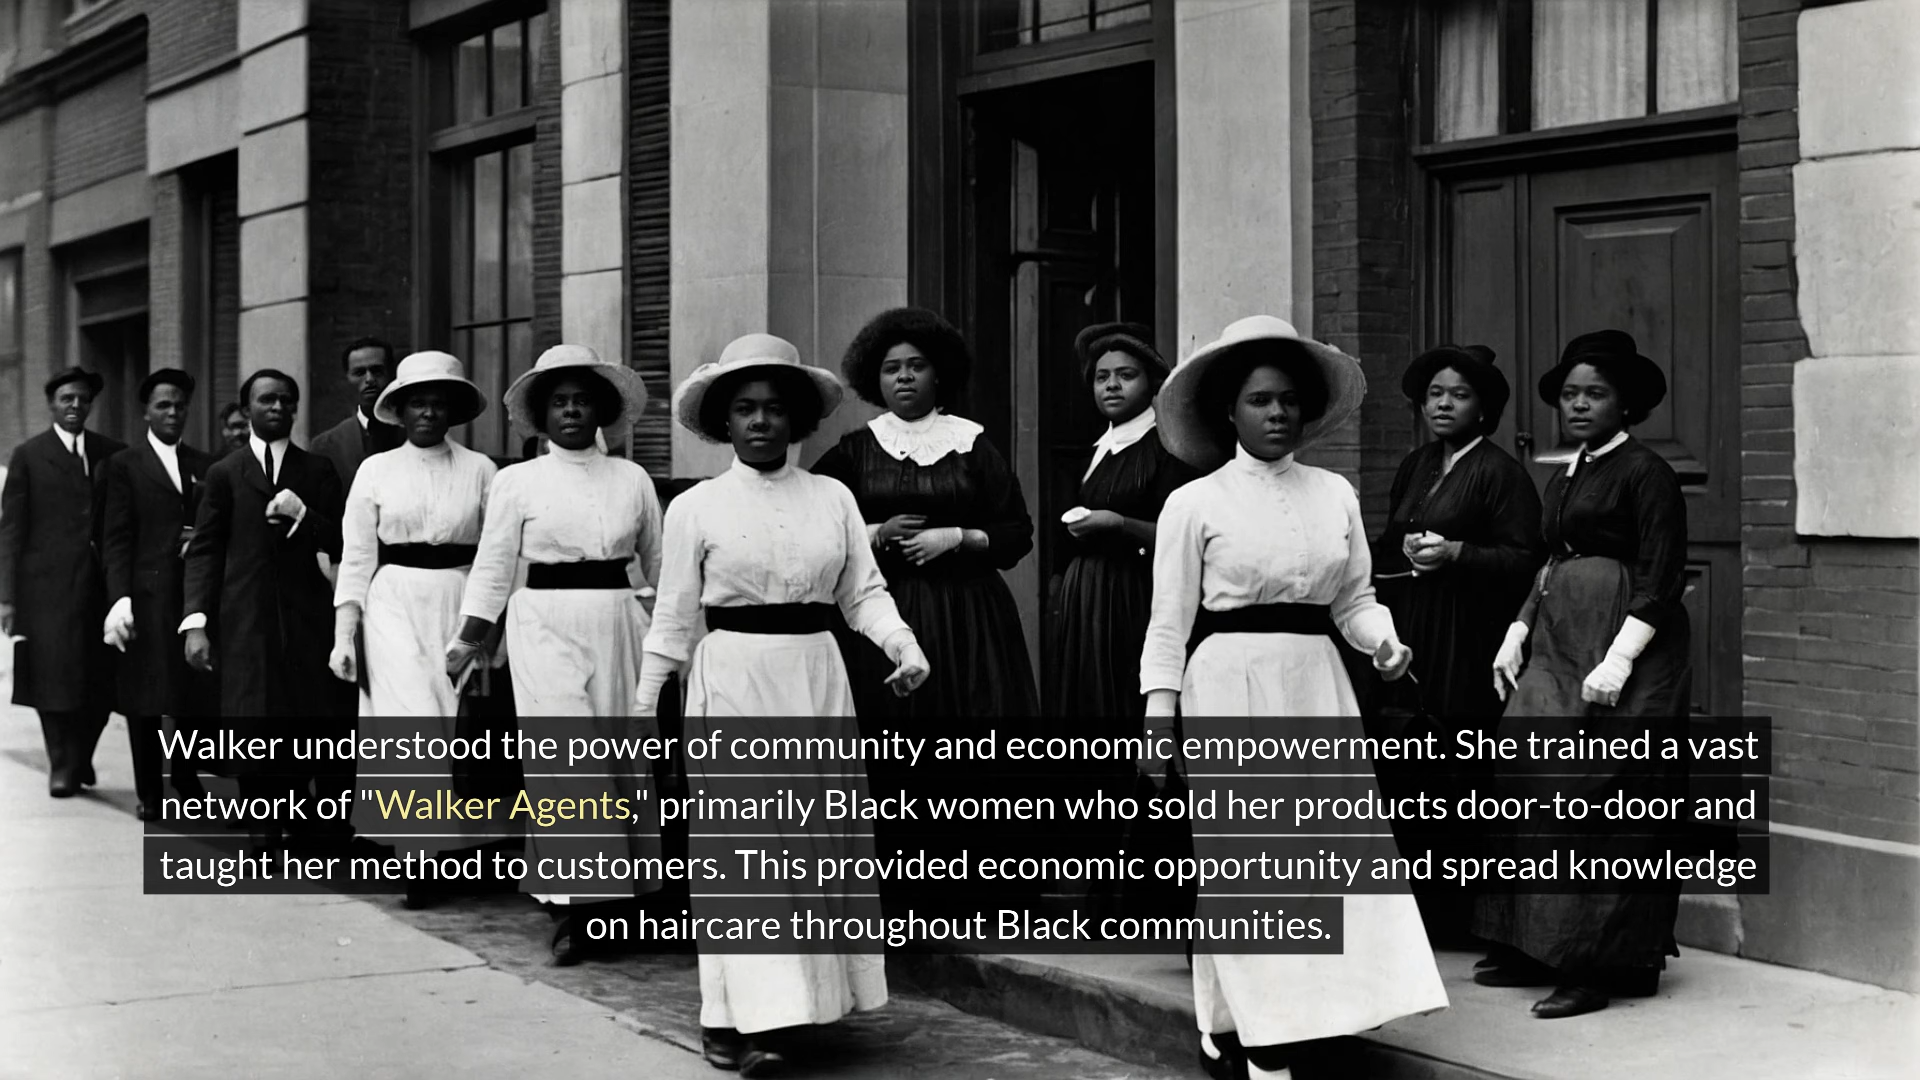 Walker understood the power of community and economic empowerment. She trained a vast
network of "Walker Agents," primarily Black women who sold her products door-to-door and
taught her method to customers. This provided economic opportunity and spread knowledge
on haircare throughout Black communities.